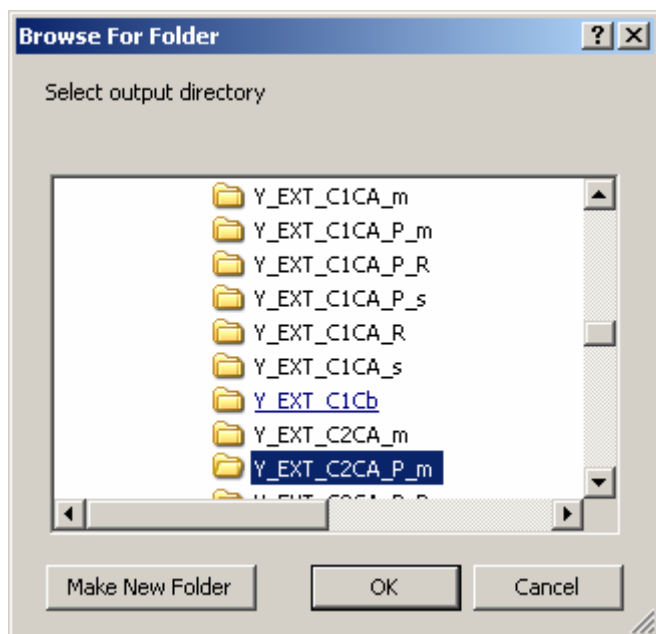 Browse For Folder
Select output directory
Y_EXT_C1CA_m
Y_EXT_C1CA_P_m
Y_EXT_C1CA_P_R
Y_EXT_C1CA_P_s
Y_EXT_C1CA_R
Y_EXT_C1CA_s
Y_EXT_C1Cb
Y_EXT_C2CA_m
Y_EXT_C2CA_P_m
Make New Folder
OK
Cancel